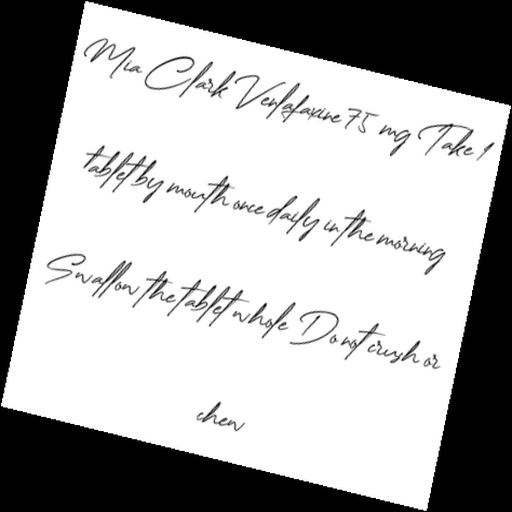 Mia Clark Venlafaxine 75 mg Take 1
tablet by mouth once daily in the morning
Swallow the tablet whole Do not crush or
chew